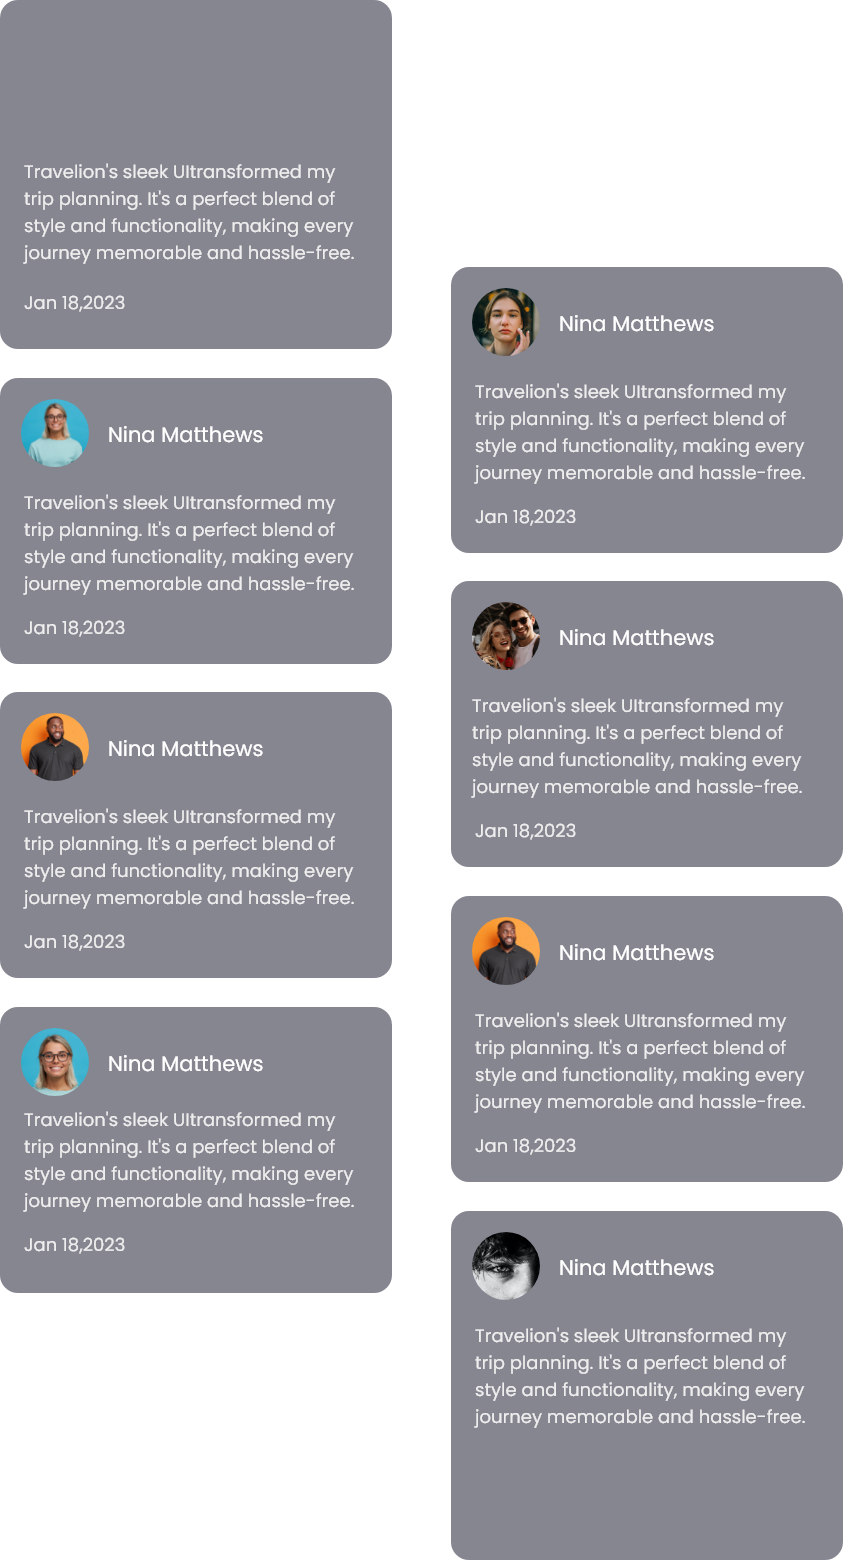 Travelion's sleek UItransformed my
trip planning. It's a perfect blend of
style and functionality, making every
journey memorable and hassle-free.
Jan 18,2023
Nina Matthews
Travelion's sleek UItransformed my
trip planning. It's a perfect blend of
style and functionality, making every
journey memorable and hassle-free.
Jan 18,2023
Nina Matthews
Travelion's sleek UItransformed my
trip planning. It's a perfect blend of
style and functionality, making every
journey memorable and hassle-free.
Jan 18,2023
Nina Matthews
Travelion's sleek UItransformed my
trip planning. It's a perfect blend of
style and functionality, making every
journey memorable and hassle-free.
Jan 18,2023
Nina Matthews
Travelion's sleek UItransformed my
trip planning. It's a perfect blend of
style and functionality, making every
journey memorable and hassle-free.
Jan 18,2023
Nina Matthews
Travelion's sleek UItransformed my
trip planning. It's a perfect blend of
style and functionality, making every
journey memorable and hassle-free.
Jan 18,2023
Nina Matthews
Travelion's sleek UItransformed my
trip planning. It's a perfect blend of
style and functionality, making every
journey memorable and hassle-free.
Jan 18,2023
Nina Matthews
Travelion's sleek UItransformed my
trip planning. It's a perfect blend of
style and functionality, making every
journey memorable and hassle-free.